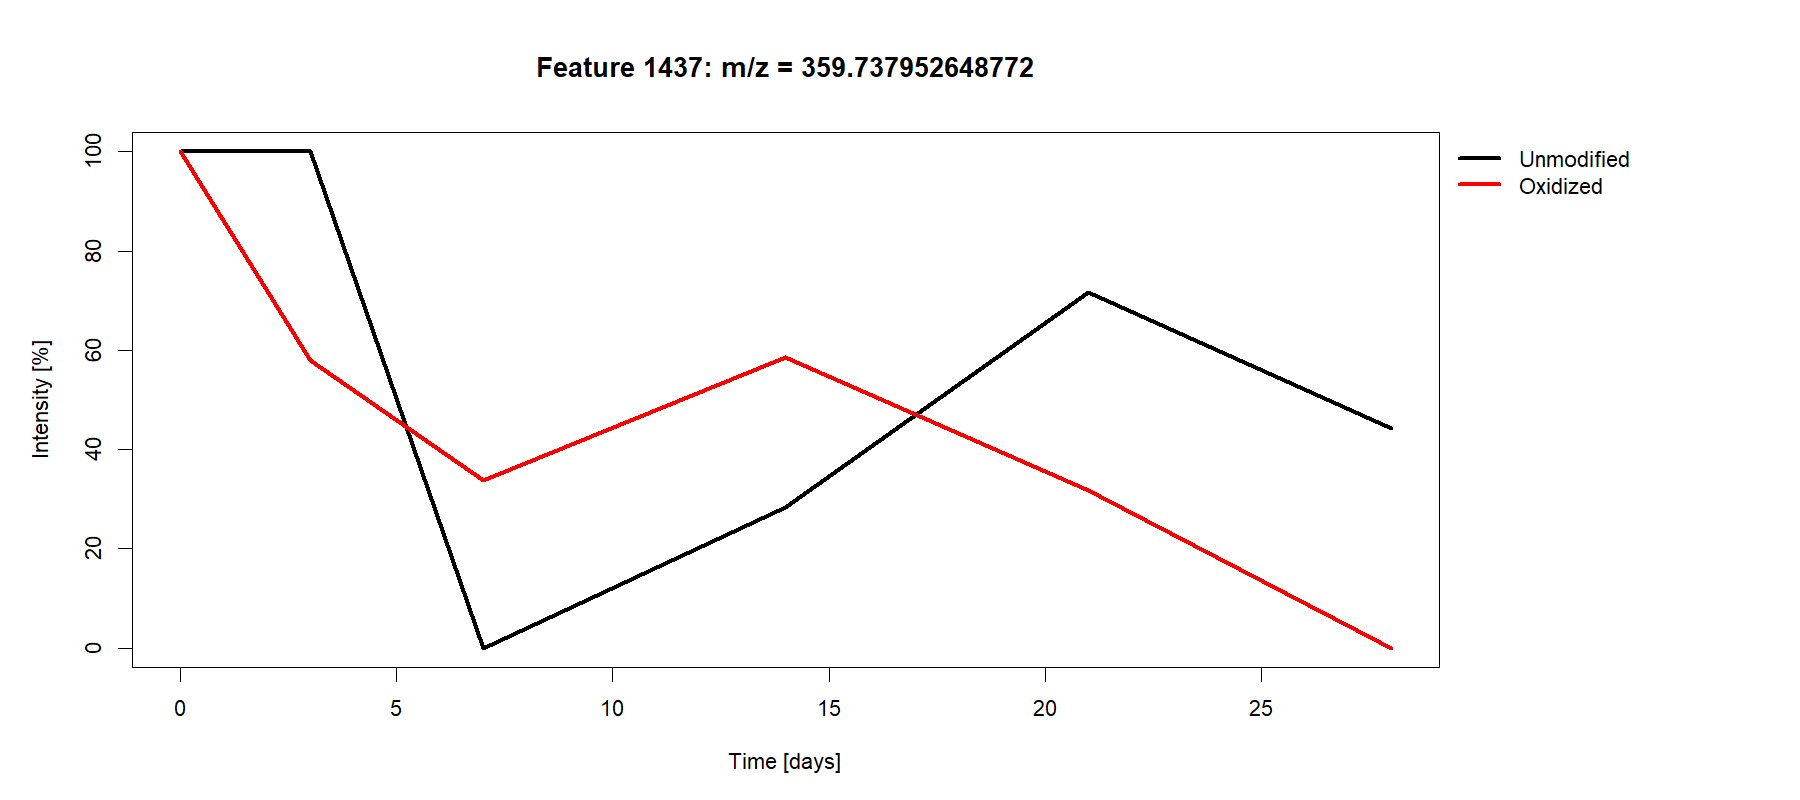 Feature 1437: m/z = 359.737952648772
Unmodified
Oxidized
Intensity [%]
100
80
60
40
20
0
0 5 10 15 20 25
Time [days]